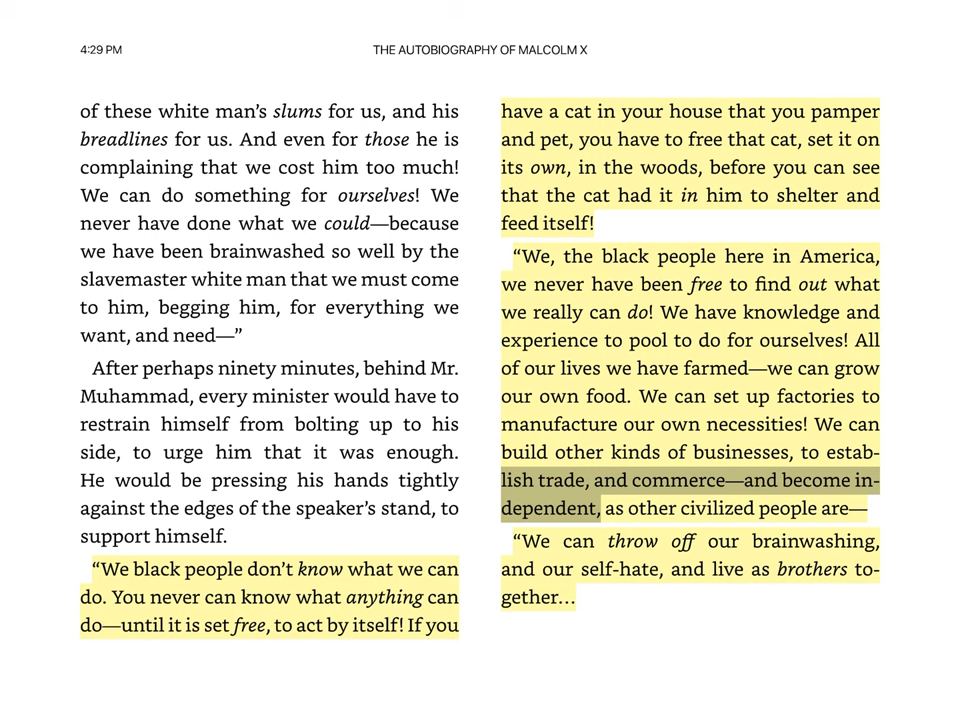 4:29 PM
THE AUTOBIOGRAPHY OF MALCOLM X
of these white man’s slums for us, and his
breadlines for us. And even for those he is
complaining that we cost him too much!
We can do something for ourselves! We
never have done what we could—because
we have been brainwashed so well by the
slavemaster white man that we must come
to him, begging him, for everything we
want, and need—”
After perhaps ninety minutes, behind Mr.
Muhammad, every minister would have to
restrain himself from bolting up to his
side, to urge him that it was enough.
He would be pressing his hands tightly
against the edges of the speaker’s stand, to
support himself.
“We black people don’t know what we can
do. You never can know what anything can
do—until it is set free, to act by itself! If you
have a cat in your house that you pamper
and pet, you have to free that cat, set it on
its own, in the woods, before you can see
that the cat had it in him to shelter and
feed itself!
“We, the black people here in America,
we never have been free to find out what
we really can do! We have knowledge and
experience to pool to do for ourselves! All
of our lives we have farmed—we can grow
our own food. We can set up factories to
manufacture our own necessities! We can
build other kinds of businesses, to estab-
lish trade, and commerce—and become in-
dependent, as other civilized people are—
“We can throw off our brainwashing,
and our self-hate, and live as brothers to-
gether…